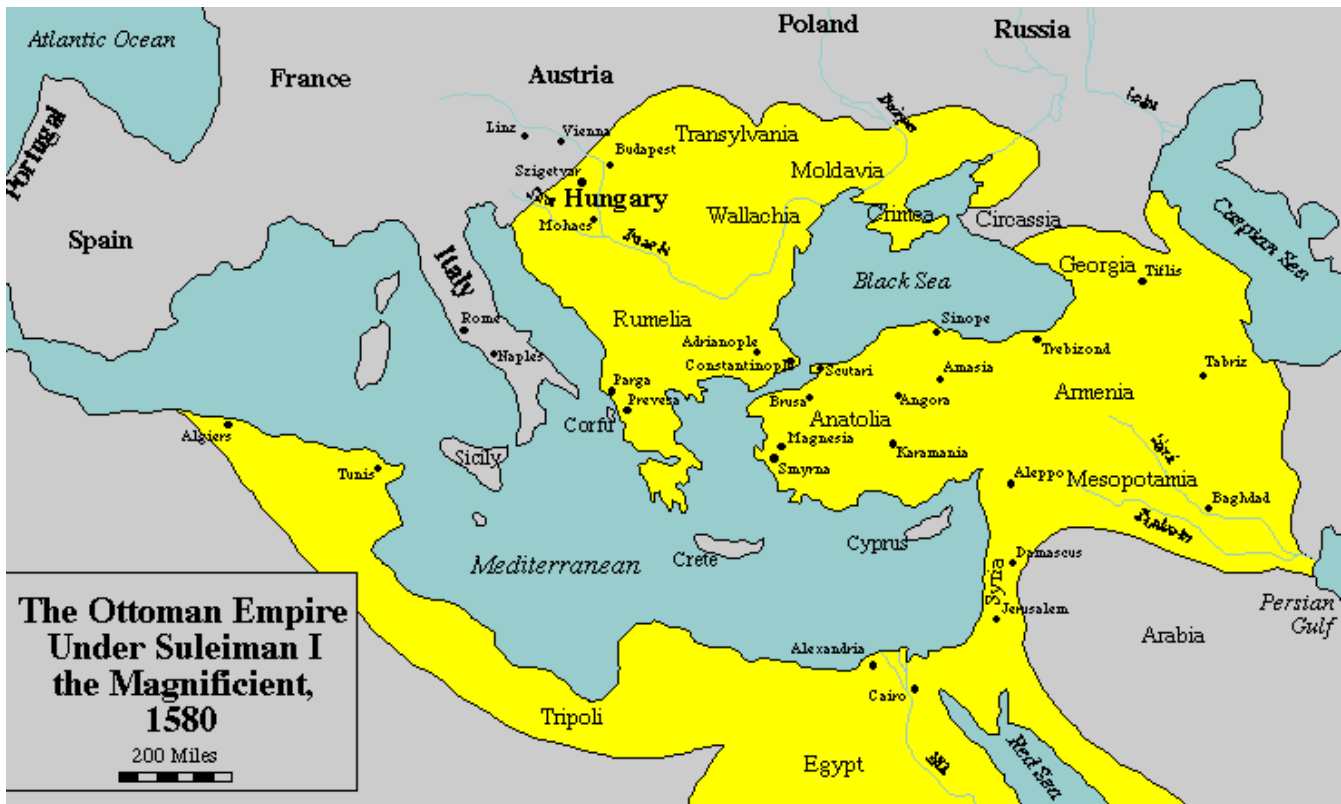 Atlantic Ocean
Portugal
Spain
France
Austria
Poland
Russia
Linz
Vienna
Budapest
Szigetvar
Hungary
Mohacs
Transylvania
Moldavia
Wallachia
Crimea
Circassia
Caspian Sea
Georgia
Tiflis
Black Sea
Italy
Rome
Naples
Rumelia
Adrianople
Constantinople
Scutari
Sinope
Trebizond
Tabriz
Amasia
Angora
Armenia
Brusa
Anatolia
Parga
Prevesa
Corfu
Magnesia
Smyrna
Karamania
Aleppo
Mesopotamia
Baghdad
Algiers
Tunis
Sicily
Mediterranean
Crete
Cyprus
Syria
Damascus
Jerusalem
Arabia
Persian
Gulf
Alexandria
Cairo
Tripoli
Egypt
Red Sea
The Ottoman Empire
Under Suleiman I
the Magnificient,
1580
200 Miles